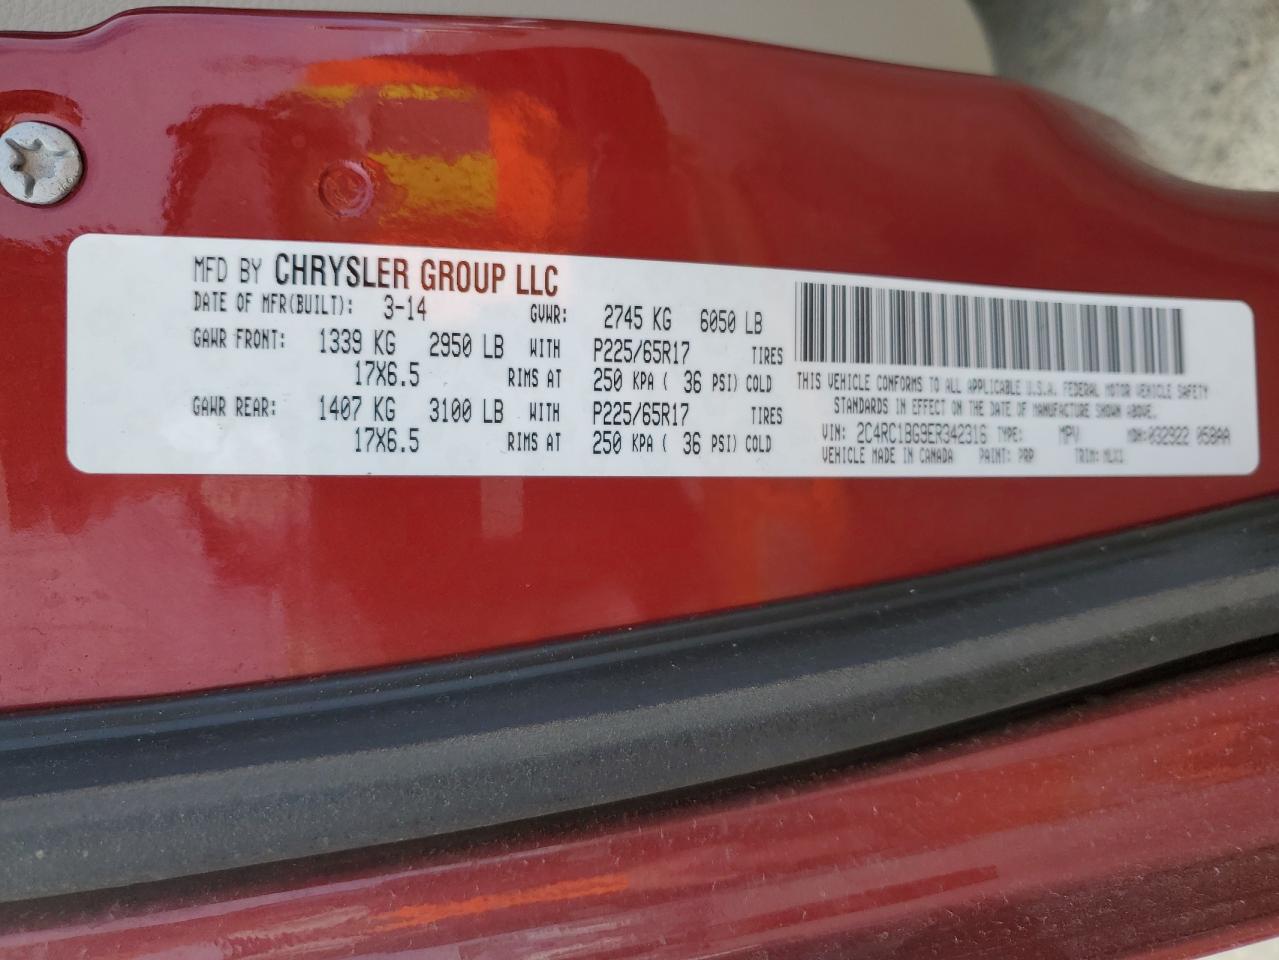 MFD BY CHRYSLER GROUP LLC
DATE OF MFR(BUILT): 3-14 GVWR: 2745 KG 6050 LB
GAWR FRONT: 1339 KG 2950 LB WITH P225/65R17 TIRES
17X6.5 RIMS AT 250 KPA ( 36 PSI) COLD
GAWR REAR: 1407 KG 3100 LB WITH P225/65R17 TIRES
17X6.5 RIMS AT 250 KPA ( 36 PSI) COLD
THIS VEHICLE CONFORMS TO ALL APPLICABLE U.S.A. FEDERAL MOTOR VEHICLE SAFETY
STANDARDS IN EFFECT ON THE DATE OF MANUFACTURE SHOWN ABOVE.
VIN: 2C4RC1BG9ER342316 TYPE: MPV MDH:032922 058AA
VEHICLE MADE IN CANADA PAINT: PRP TRIM: MLX1